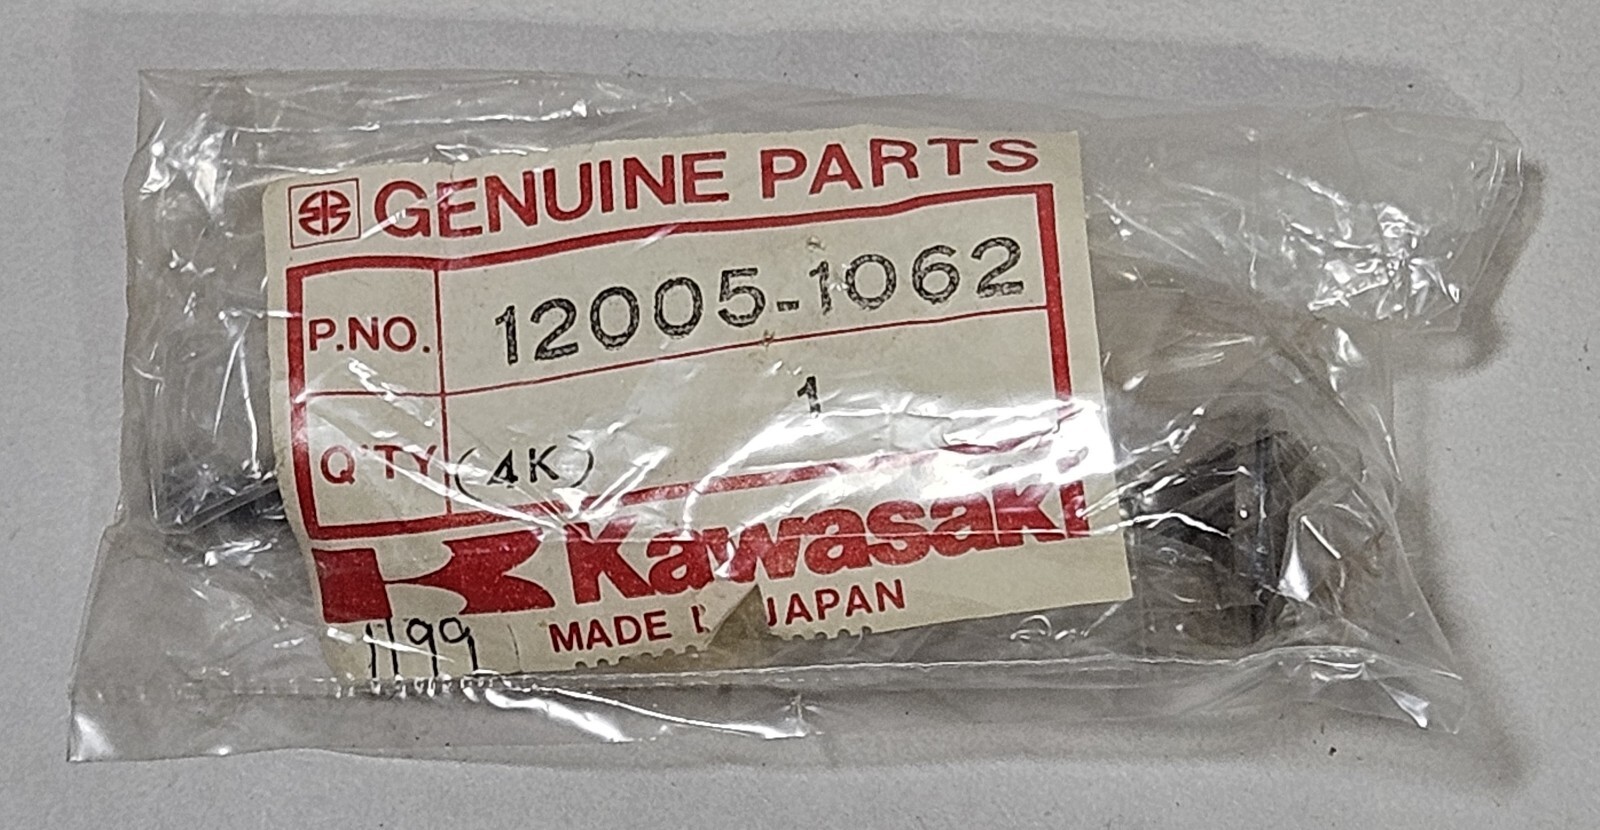 GENUINE PARTS
P.NO. 12005-1062
1
Q'TY (4K)
Kawasaki
MADE JAPAN
1199